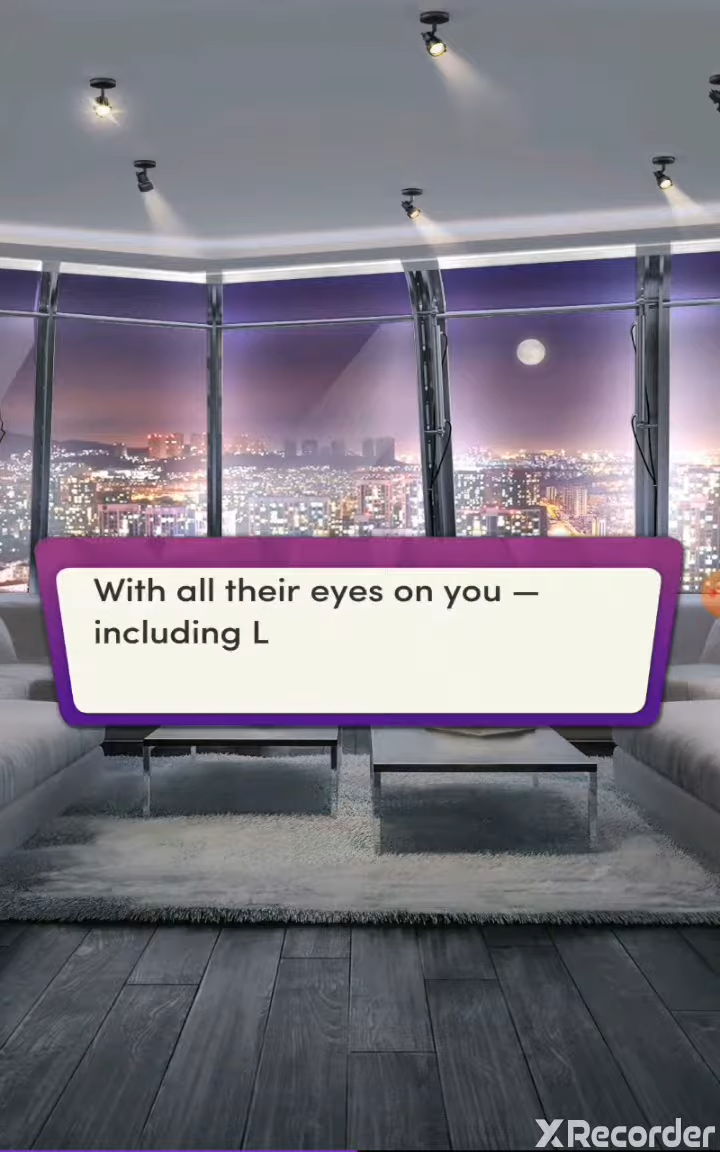 With all their eyes on you —
including L
XRecorder